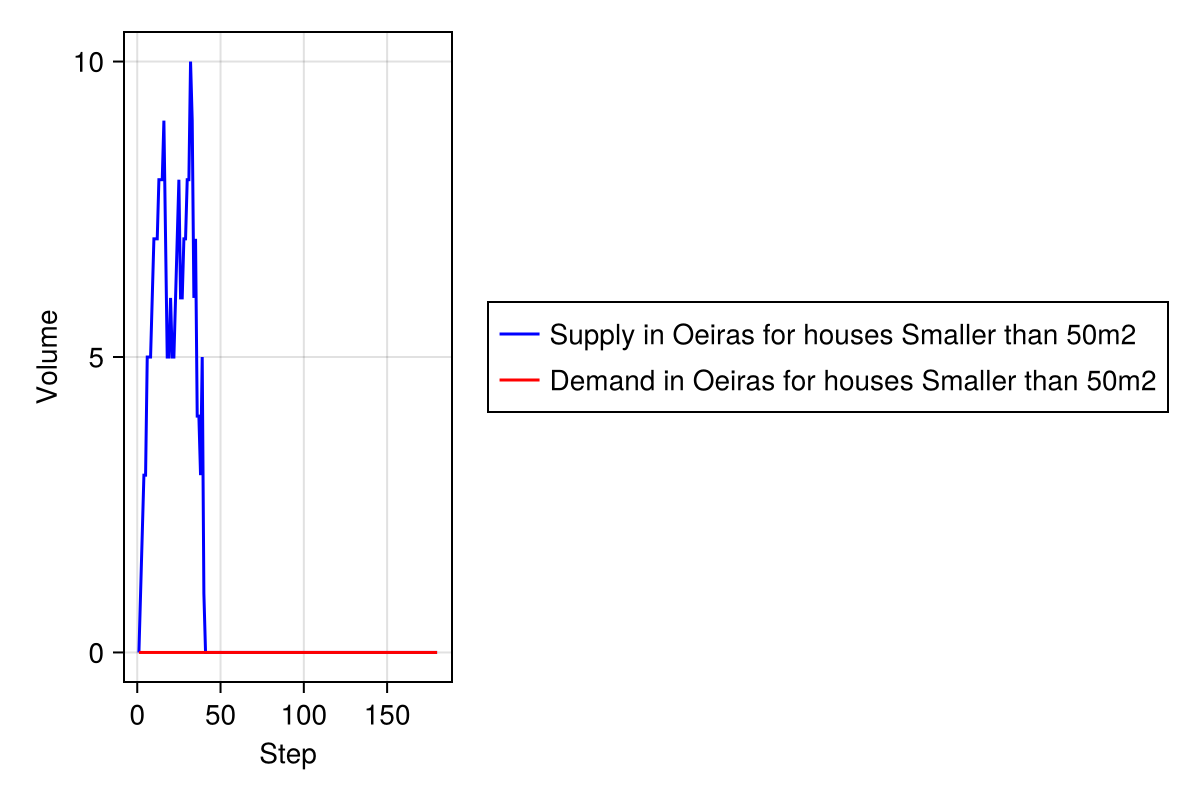 10
5
0
Volume
0 50 100 150
Step
Supply in Oeiras for houses Smaller than 50m2
Demand in Oeiras for houses Smaller than 50m2